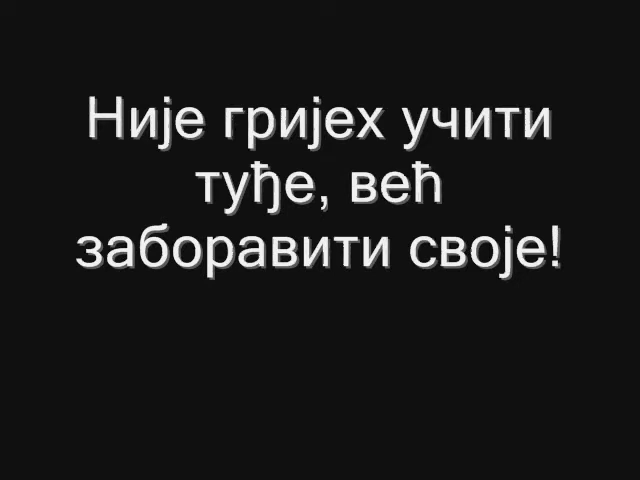 Није гријех учити
туђе, већ
заборавити своје!